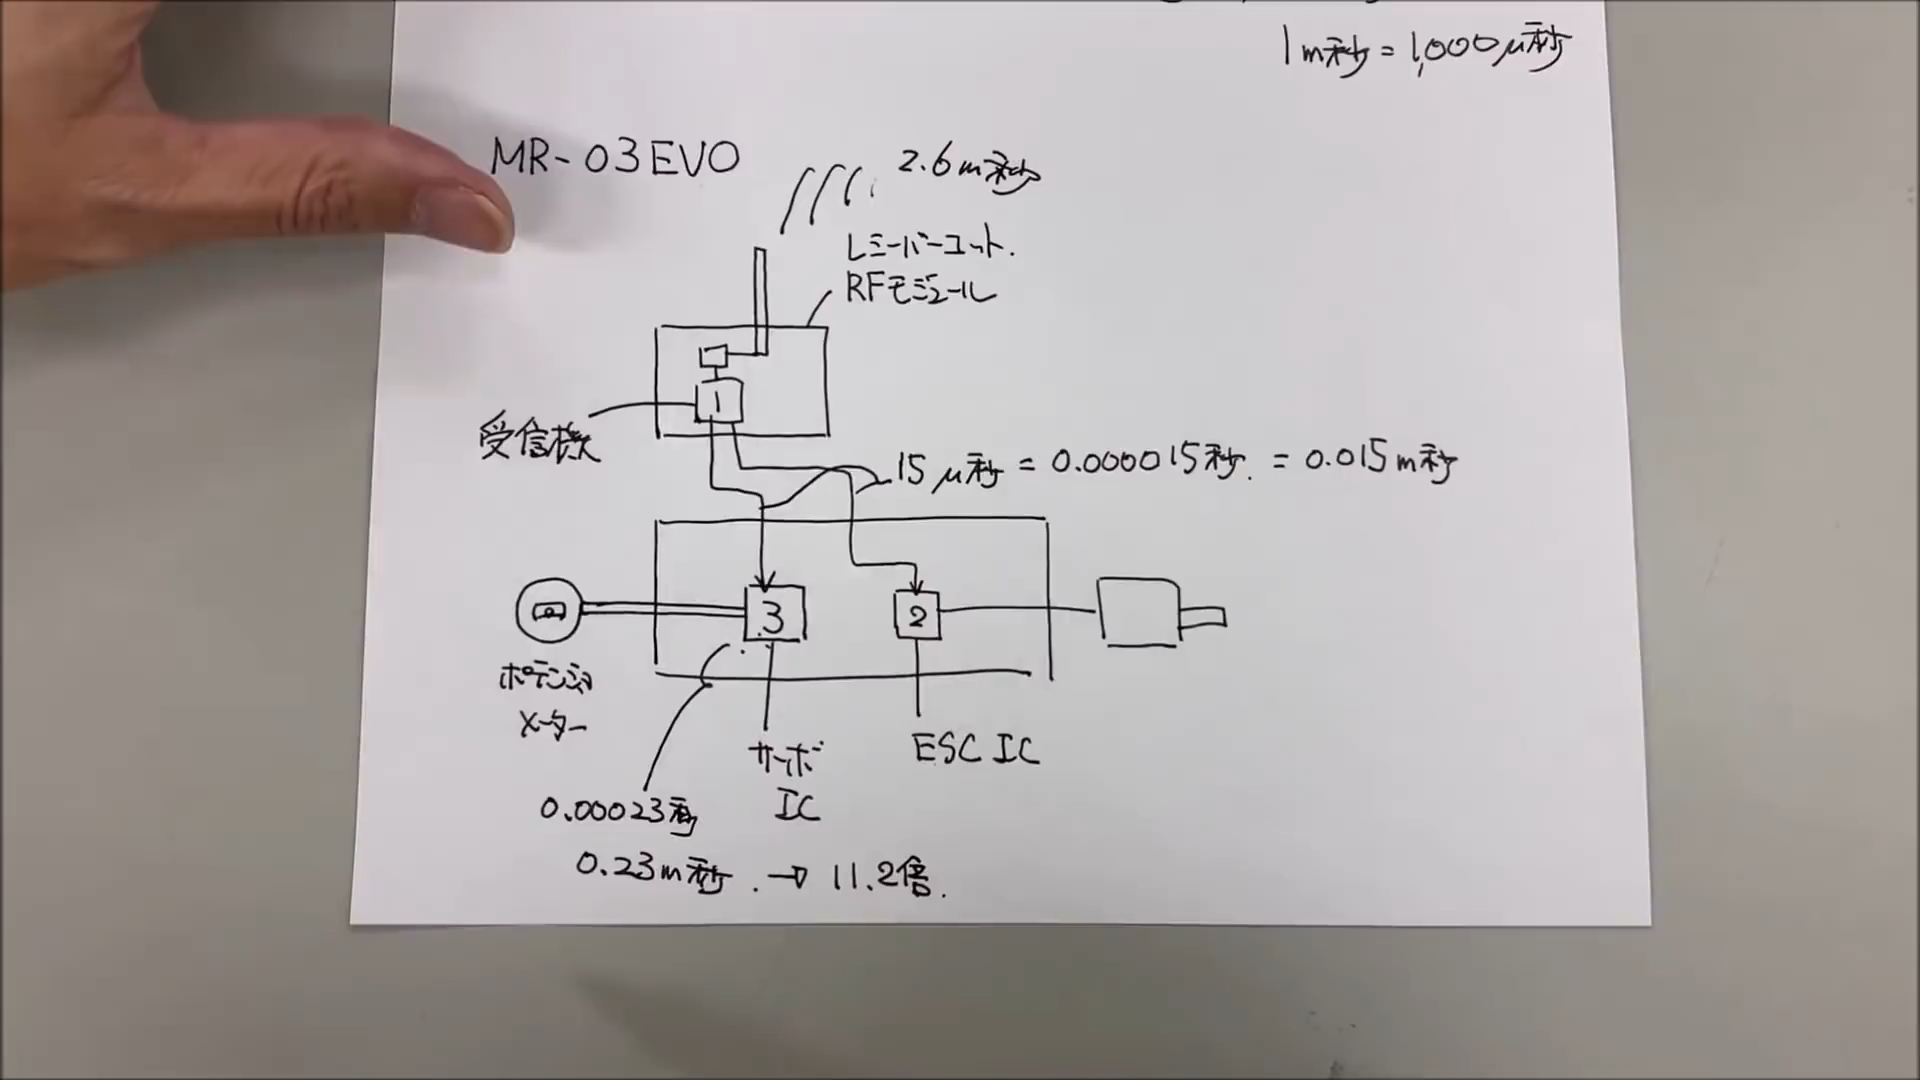 1m秒=1,000μ秒
MR-03EVO
2.6m秒
レシーバーユニット.
RFモジュール
1
受信機
15μ秒 = 0.000015秒. = 0.015m秒
3
2
ポテンショ
メーター
サーボ
IC
ESC IC
0.00023秒
0.23m秒. → 11.2倍.